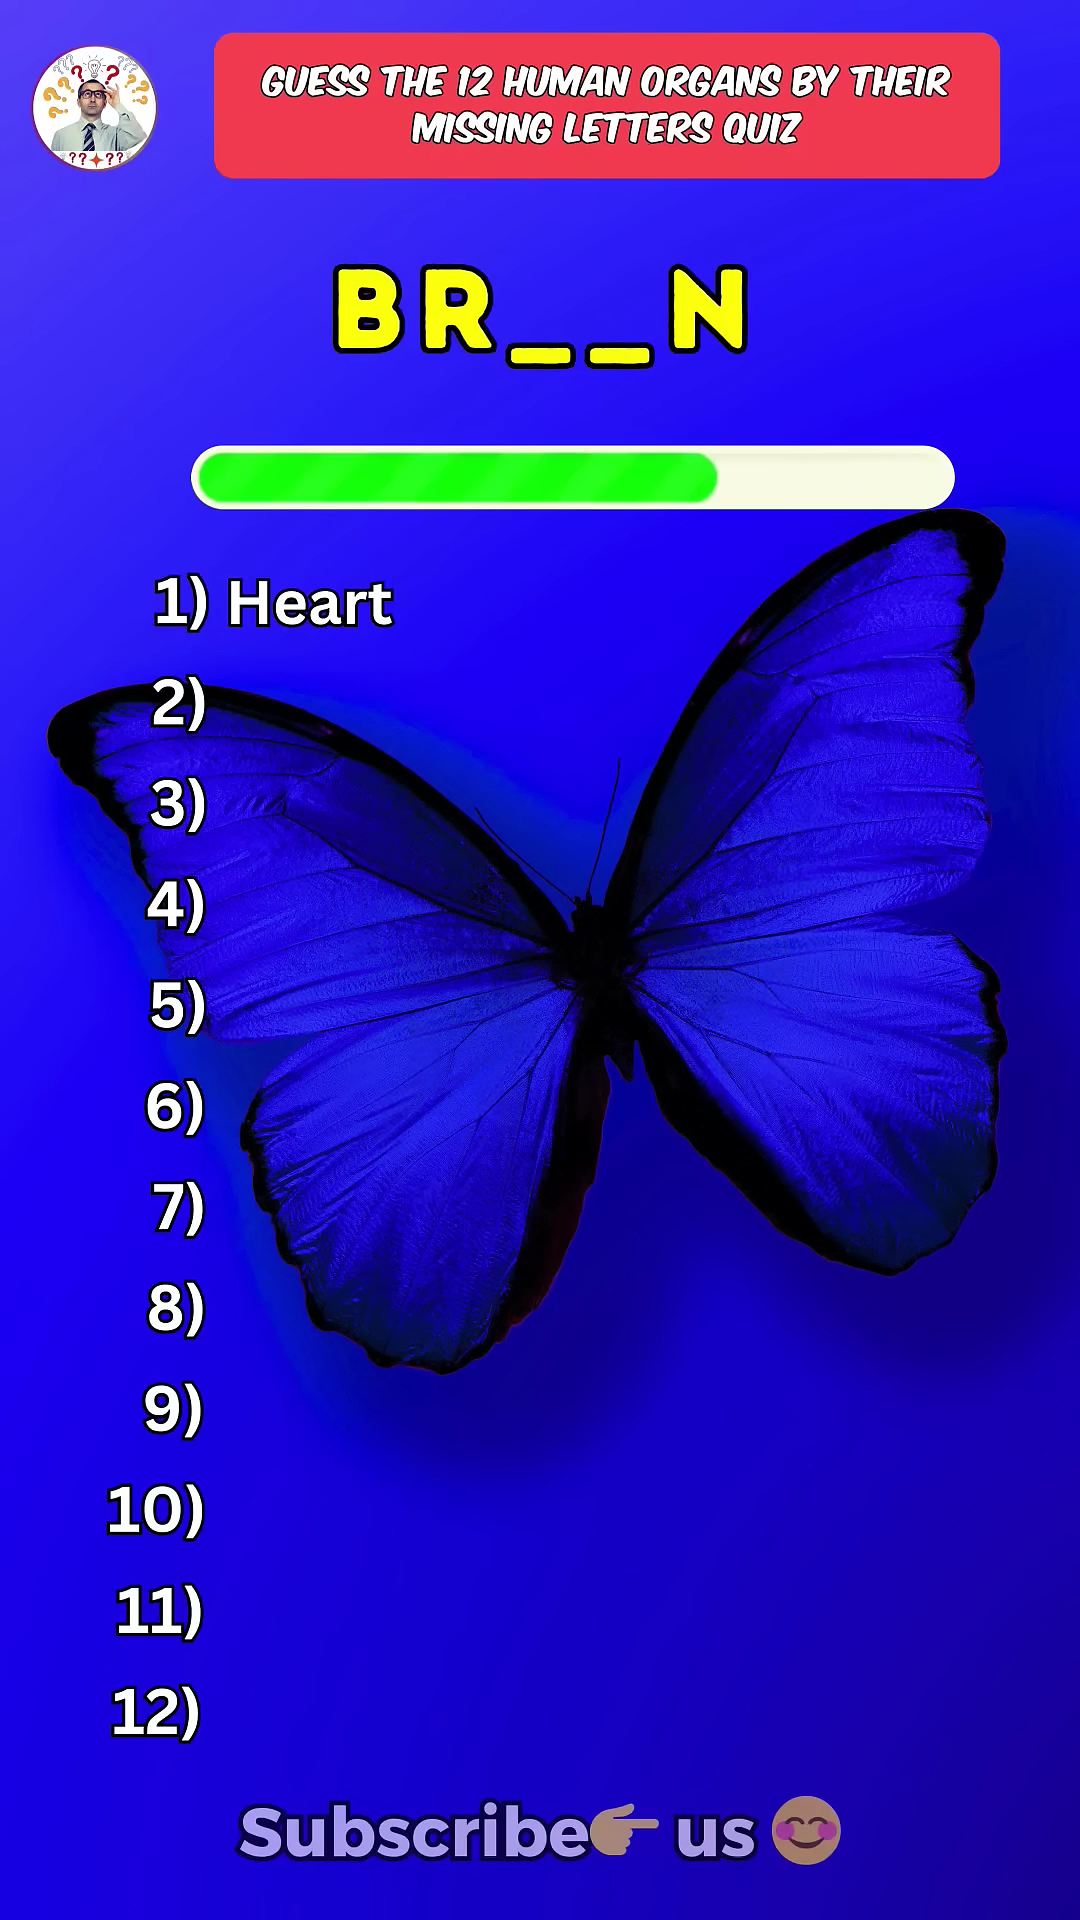 GUESS THE 12 HUMAN ORGANS BY THEIR
MISSING LETTERS QUIZ
BR__N
1) Heart
2)
3)
4)
5)
6)
7)
8)
9)
10)
11)
12)
Subscribe👉 us 😊